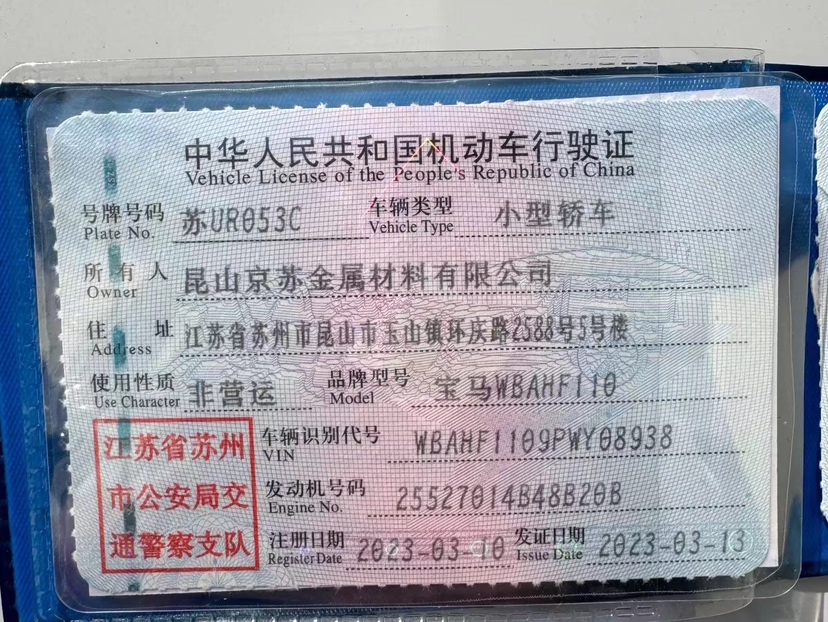 中华人民共和国机动车行驶证
Vehicle License of the People's Republic of China
号牌号码 苏UR053C 车辆类型 小型轿车
Plate No. Vehicle Type
所有人 昆山京苏金属材料有限公司
Owner
住址 江苏省苏州市昆山市玉山镇环庆路2588号5号楼
Address
使用性质 非营运 品牌型号 宝马WBAHF110
Use Character Model
江苏省苏州 车辆识别代号 WBAHF1109PWY08938
VIN
市公安局交 发动机号码 25527014B48B20B
Engine No.
通警察支队 注册日期 2023-03-10 发证日期 2023-03-13
Register Date Issue Date